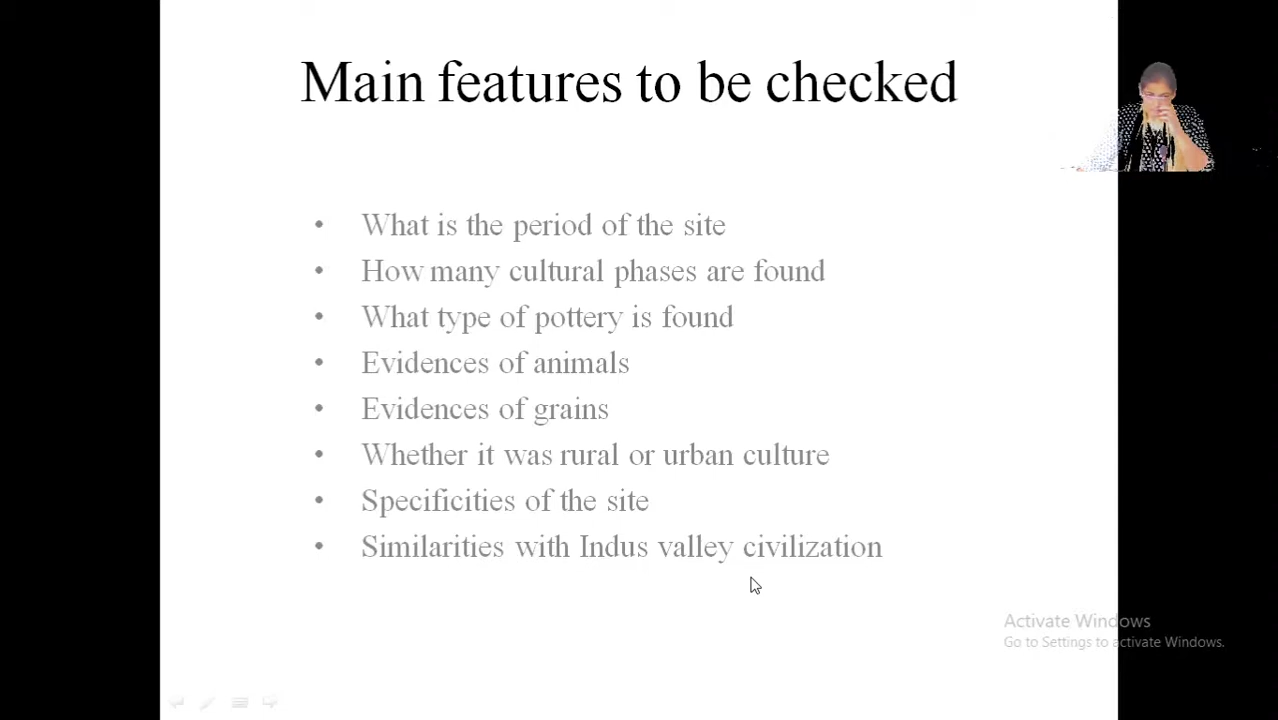 Main features to be checked
• What is the period of the site
• How many cultural phases are found
• What type of pottery is found
• Evidences of animals
• Evidences of grains
• Whether it was rural or urban culture
• Specificities of the site
• Similarities with Indus valley civilization
Activate Windows
Go to Settings to activate Windows.